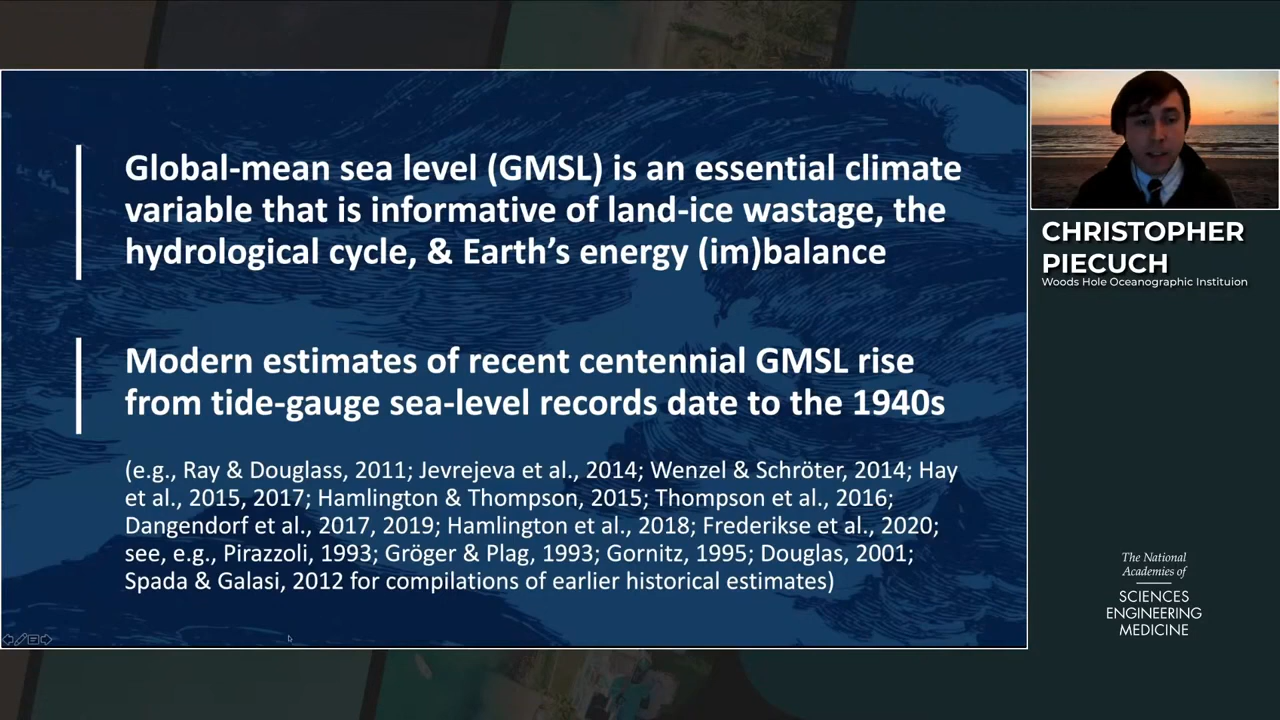 Global-mean sea level (GMSL) is an essential climate
variable that is informative of land-ice wastage, the
hydrological cycle, & Earth's energy (im)balance
Modern estimates of recent centennial GMSL rise
from tide-gauge sea-level records date to the 1940s
(e.g., Ray & Douglass, 2011; Jevrejeva et al., 2014; Wenzel & Schröter, 2014; Hay
et al., 2015, 2017; Hamlington & Thompson, 2015; Thompson et al., 2016;
Dangendorf et al., 2017, 2019; Hamlington et al., 2018; Frederikse et al., 2020;
see, e.g., Pirazzoli, 1993; Gröger & Plag, 1993; Gornitz, 1995; Douglas, 2001;
Spada & Galasi, 2012 for compilations of earlier historical estimates)
CHRISTOPHER
PIECUCH
Woods Hole Oceanographic Instituion
The National
Academies of
SCIENCES
ENGINEERING
MEDICINE